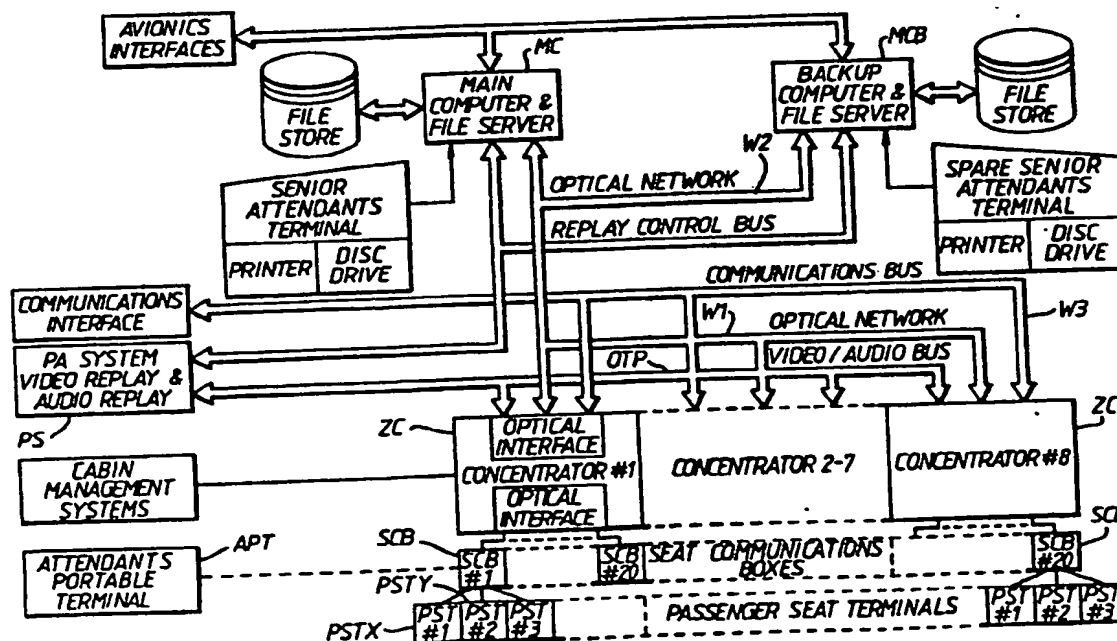 AVIONICS
INTERFACES
MC
MCB
FILE
STORE
MAIN
COMPUTER &
FILE SERVER
BACKUP
COMPUTER &
FILE SERVER
FILE
STORE
W2
SENIOR
ATTENDANTS
TERMINAL
PRINTER
DISC
DRIVE
OPTICAL NETWORK
REPLAY CONTROL BUS
SPARE SENIOR
ATTENDANTS
TERMINAL
PRINTER
DISC
DRIVE
COMMUNICATIONS BUS
COMMUNICATIONS
INTERFACE
W1
OPTICAL NETWORK
W3
PA SYSTEM
VIDEO REPLAY &
AUDIO REPLAY
OTP
VIDEO/AUDIO BUS
PS
ZC
OPTICAL
INTERFACE
CONCENTRATOR #1
OPTICAL
INTERFACE
CONCENTRATOR 2-7
CONCENTRATOR #8
ZC
CABIN
MANAGEMENT
SYSTEMS
ATTENDANTS
PORTABLE
TERMINAL
APT
SCB
SCB
#1
SCB
#20
SEAT COMMUNICATIONS
BOXES
SCB
#20
PSTY
PSTX
PST
#1
PST
#2
PST
#3
PASSENGER SEAT TERMINALS
PST
#1
PST
#2
PST
#3